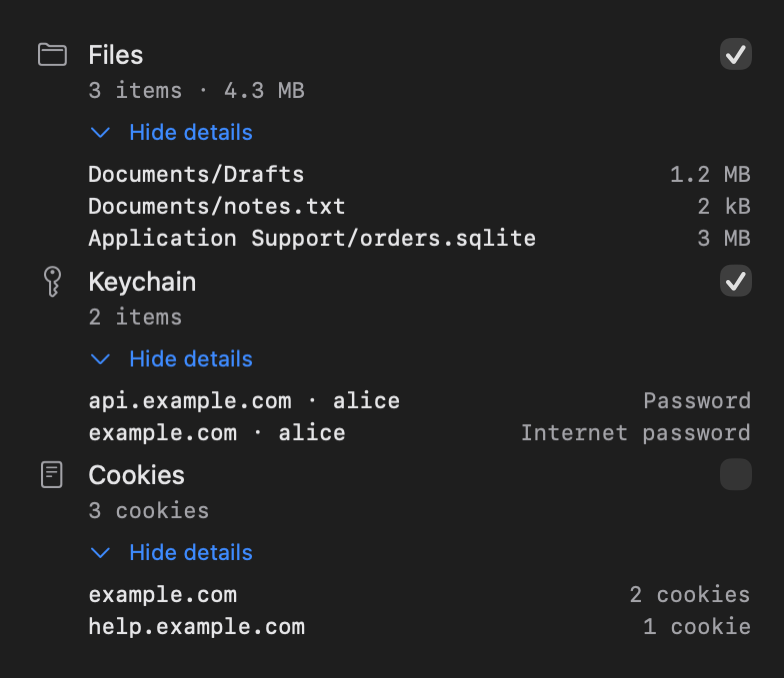 Files
3 items · 4.3 MB
Hide details
Documents/Drafts 1.2 MB
Documents/notes.txt 2 kB
Application Support/orders.sqlite 3 MB
Keychain
2 items
Hide details
api.example.com · alice Password
example.com · alice Internet password
Cookies
3 cookies
Hide details
example.com 2 cookies
help.example.com 1 cookie